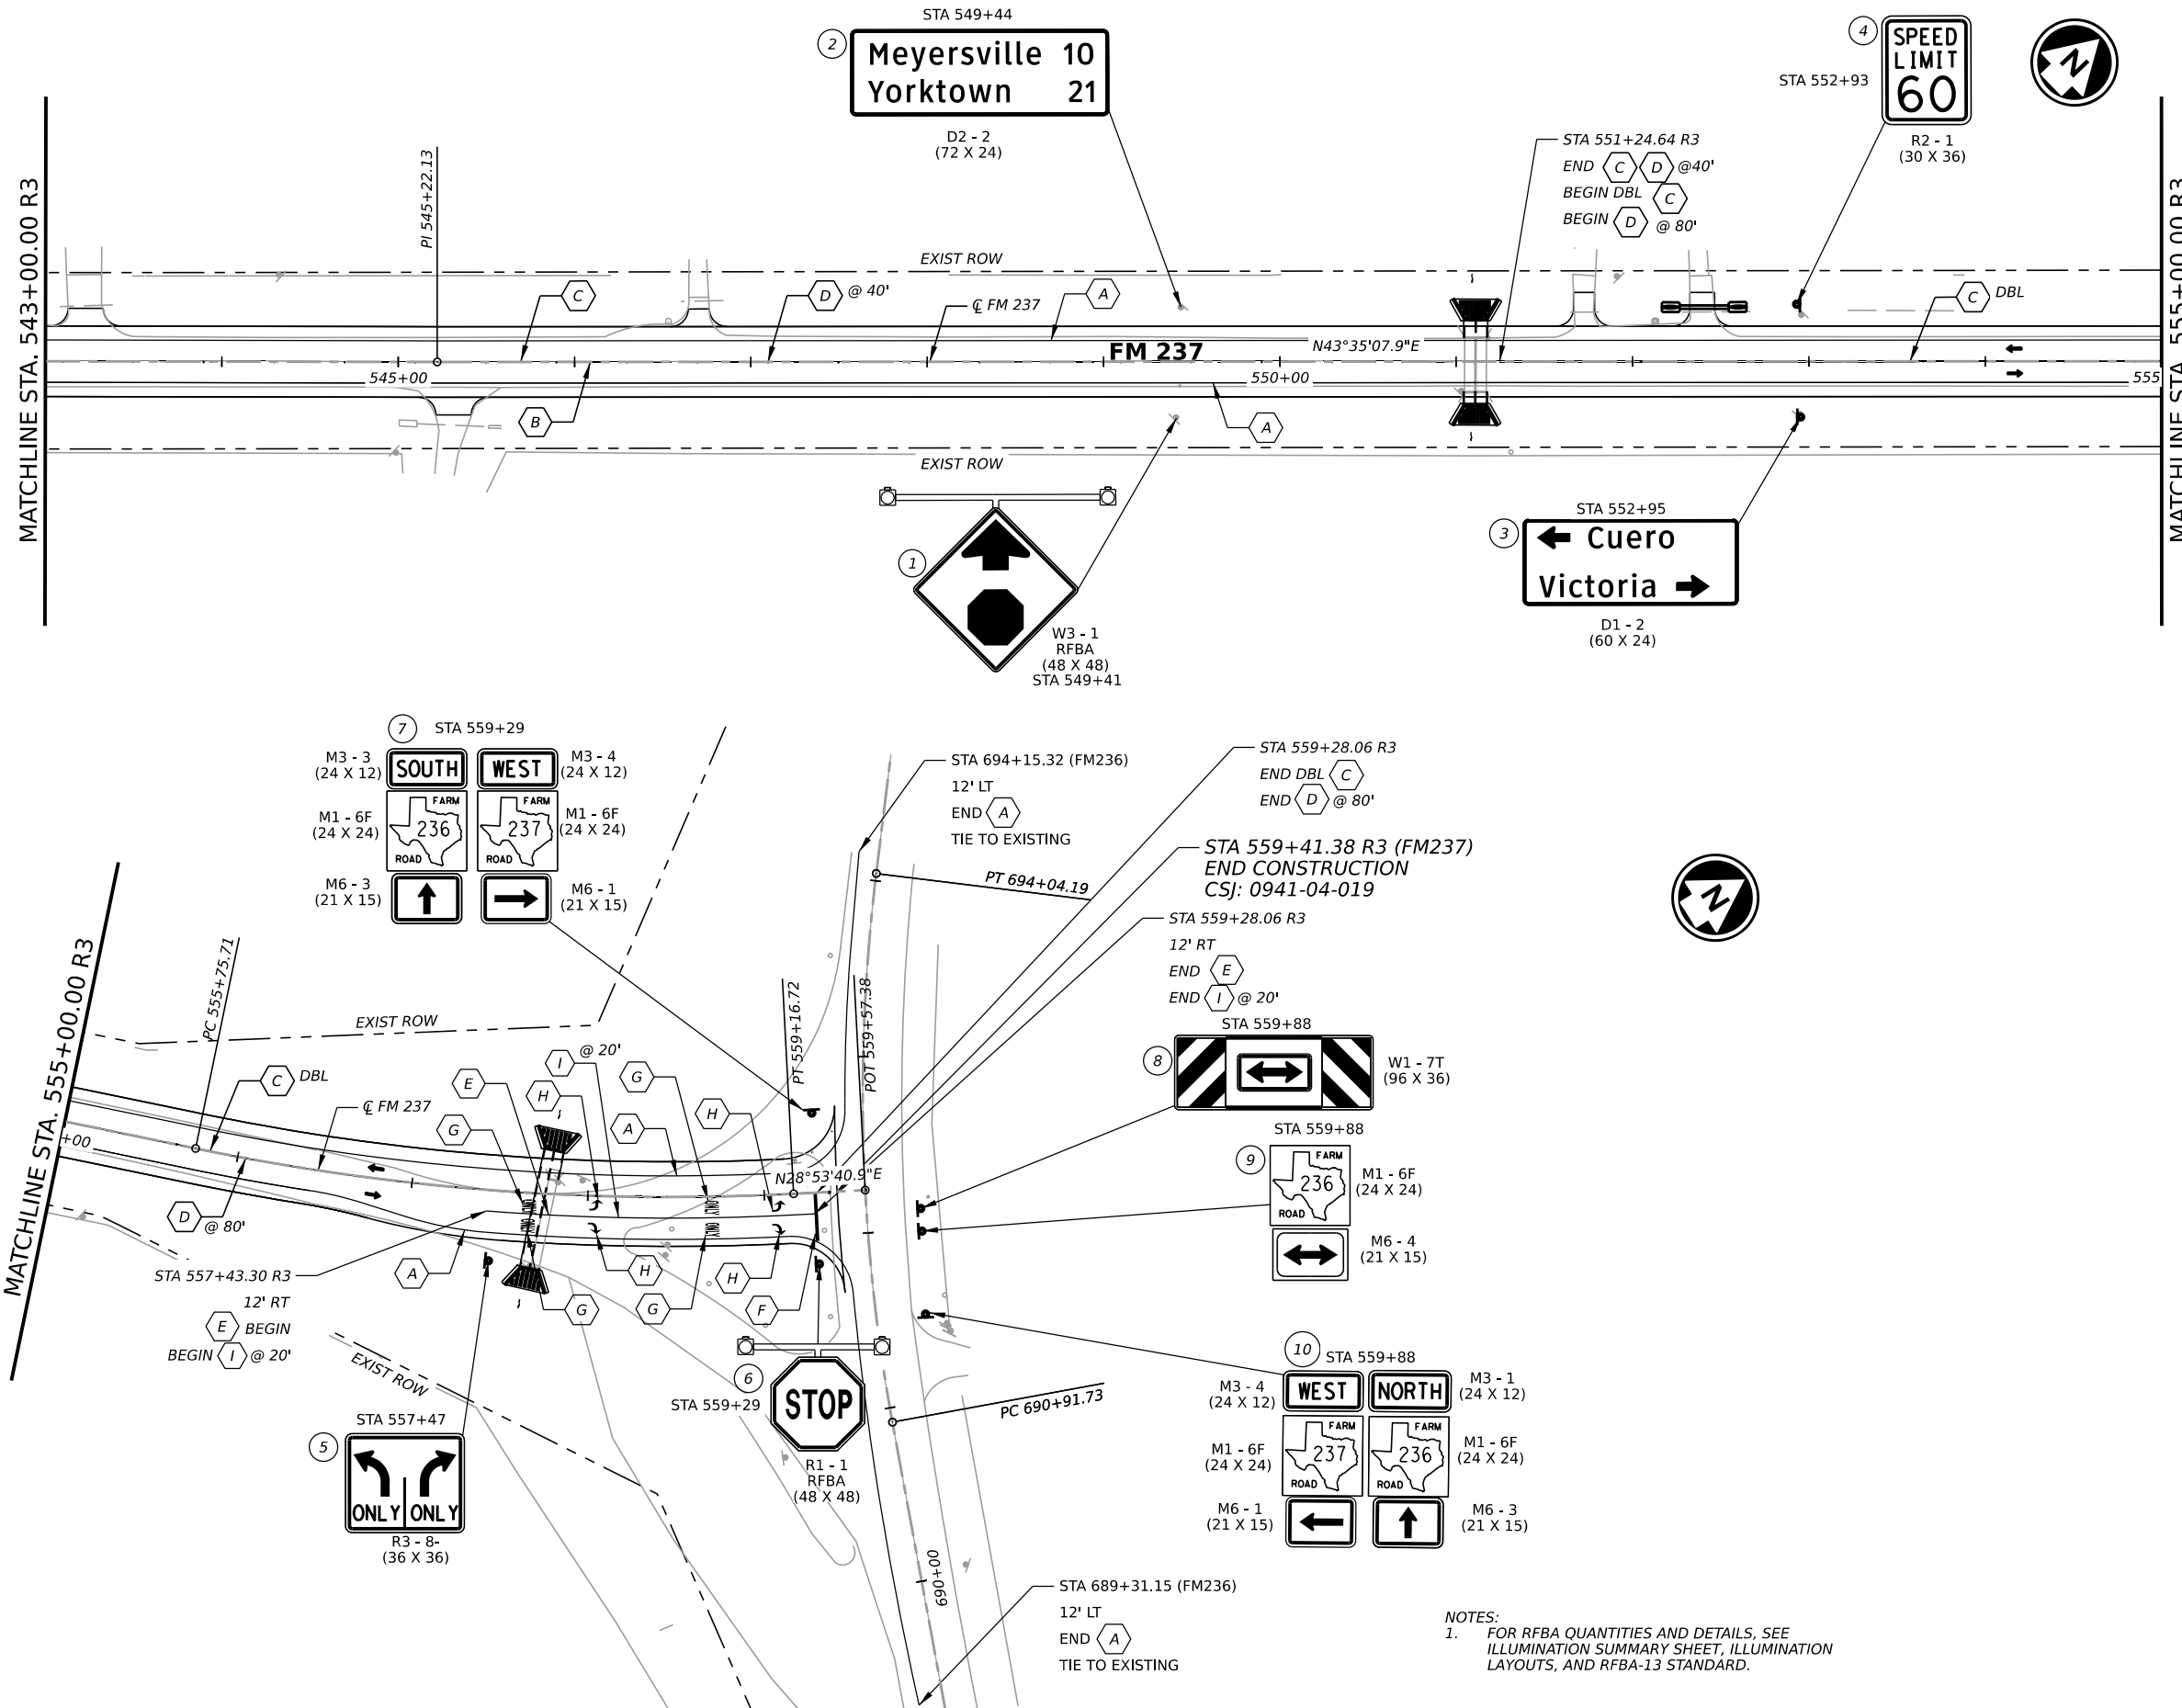 STA 549+44
2
Meyersville 10
Yorktown 21
D2 - 2
(72 X 24)
4
SPEED
LIMIT
60
STA 552+93
R2 - 1
(30 X 36)
N
MATCHLINE STA. 543+00.00 R3
PI 545+22.13
STA 551+24.64 R3
END C D @40'
BEGIN DBL C
BEGIN D @ 80'
MATCHLINE STA. 555+00.00 R3
EXIST ROW
C
D @ 40'
℄ FM 237
A
C DBL
FM 237
N43°35'07.9"E
545+00
550+00
555
B
A
EXIST ROW
1
W3 - 1
RFBA
(48 X 48)
STA 549+41
STA 552+95
3
Cuero
Victoria
D1 - 2
(60 X 24)
7
STA 559+29
M3 - 3
(24 X 12)
SOUTH
WEST
M3 - 4
(24 X 12)
M1 - 6F
(24 X 24)
FARM
236
ROAD
FARM
237
ROAD
M1 - 6F
(24 X 24)
M6 - 3
(21 X 15)
M6 - 1
(21 X 15)
STA 694+15.32 (FM236)
12' LT
END A
TIE TO EXISTING
STA 559+28.06 R3
END DBL C
END D @ 80'
STA 559+41.38 R3 (FM237)
END CONSTRUCTION
CSJ: 0941-04-019
PT 694+04.19
STA 559+28.06 R3
12' RT
END E
END I @ 20'
N
MATCHLINE STA. 555+00.00 R3
PC 555+75.71
EXIST ROW
PT 559+16.72
POT 559+57.38
C DBL
℄ FM 237
E
I @ 20'
H
G
G
A
H
+00
N28°53'40.9"E
ONLY
ONLY
ONLY
ONLY
D @ 80'
A
STA 557+43.30 R3
12' RT
E BEGIN
BEGIN I @ 20'
G
H
G
H
F
EXIST ROW
STA 559+88
8
W1 - 7T
(96 X 36)
STA 559+88
9
FARM
236
ROAD
M1 - 6F
(24 X 24)
M6 - 4
(21 X 15)
STA 557+47
5
ONLY ONLY
R3 - 8-
(36 X 36)
6
STA 559+29
STOP
R1 - 1
RFBA
(48 X 48)
PC 690+91.73
690+00
10
STA 559+88
M3 - 4
(24 X 12)
WEST
NORTH
M3 - 1
(24 X 12)
M1 - 6F
(24 X 24)
FARM
237
ROAD
FARM
236
ROAD
M1 - 6F
(24 X 24)
M6 - 1
(21 X 15)
M6 - 3
(21 X 15)
STA 689+31.15 (FM236)
12' LT
END A
TIE TO EXISTING
NOTES:
1. FOR RFBA QUANTITIES AND DETAILS, SEE
ILLUMINATION SUMMARY SHEET, ILLUMINATION
LAYOUTS, AND RFBA-13 STANDARD.